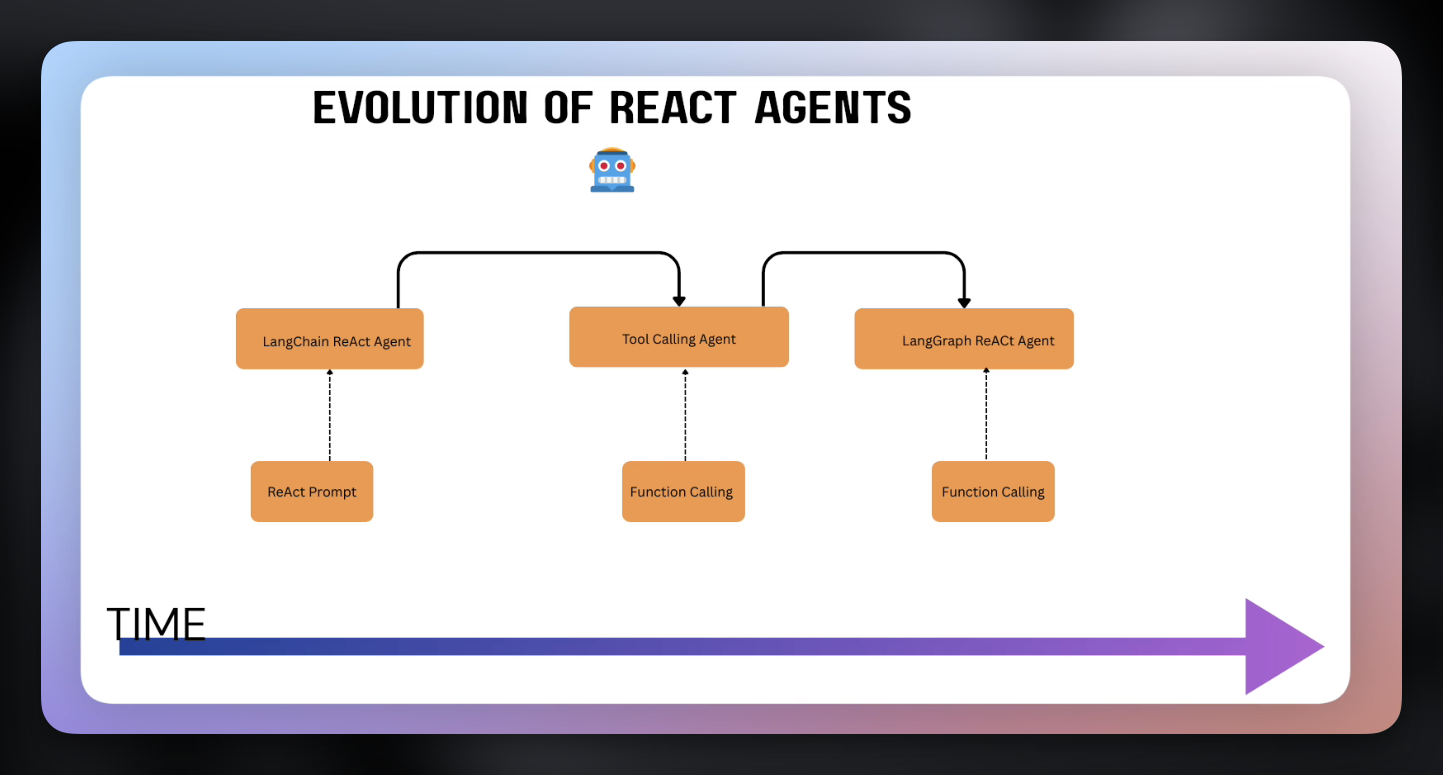 EVOLUTION OF REACT AGENTS
LangChain ReAct Agent
Tool Calling Agent
LangGraph ReACt Agent
ReAct Prompt
Function Calling
Function Calling
TIME